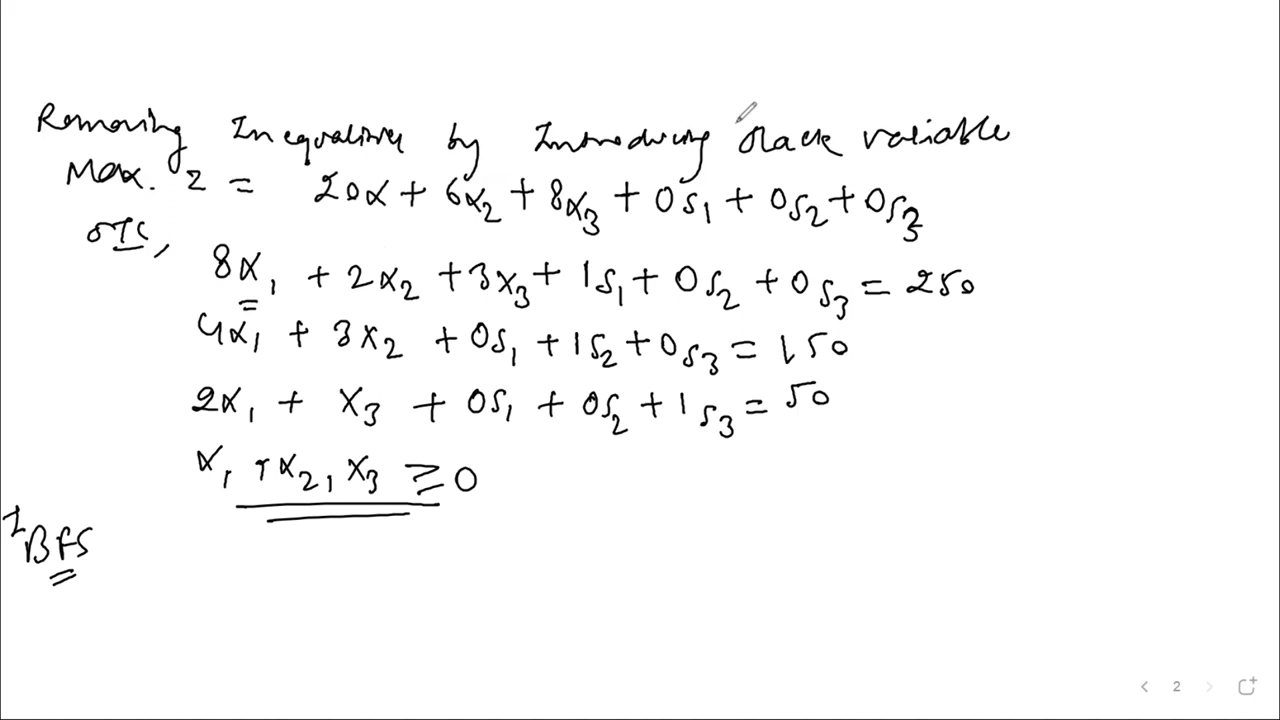 Removing Inequalities by Introducing slack variable
Max. Z = 20x + 6x₂ + 8x₃ + 0s₁ + 0s₂ + 0s₃
STC,
8x₁ + 2x₂ + 3x₃ + 1s₁ + 0s₂ + 0s₃ = 250
4x₁ + 3x₂ + 0s₁ + 1s₂ + 0s₃ = 150
2x₁ + x₃ + 0s₁ + 0s₂ + 1s₃ = 50
x₁, x₂, x₃ ≥ 0
IBFS
2